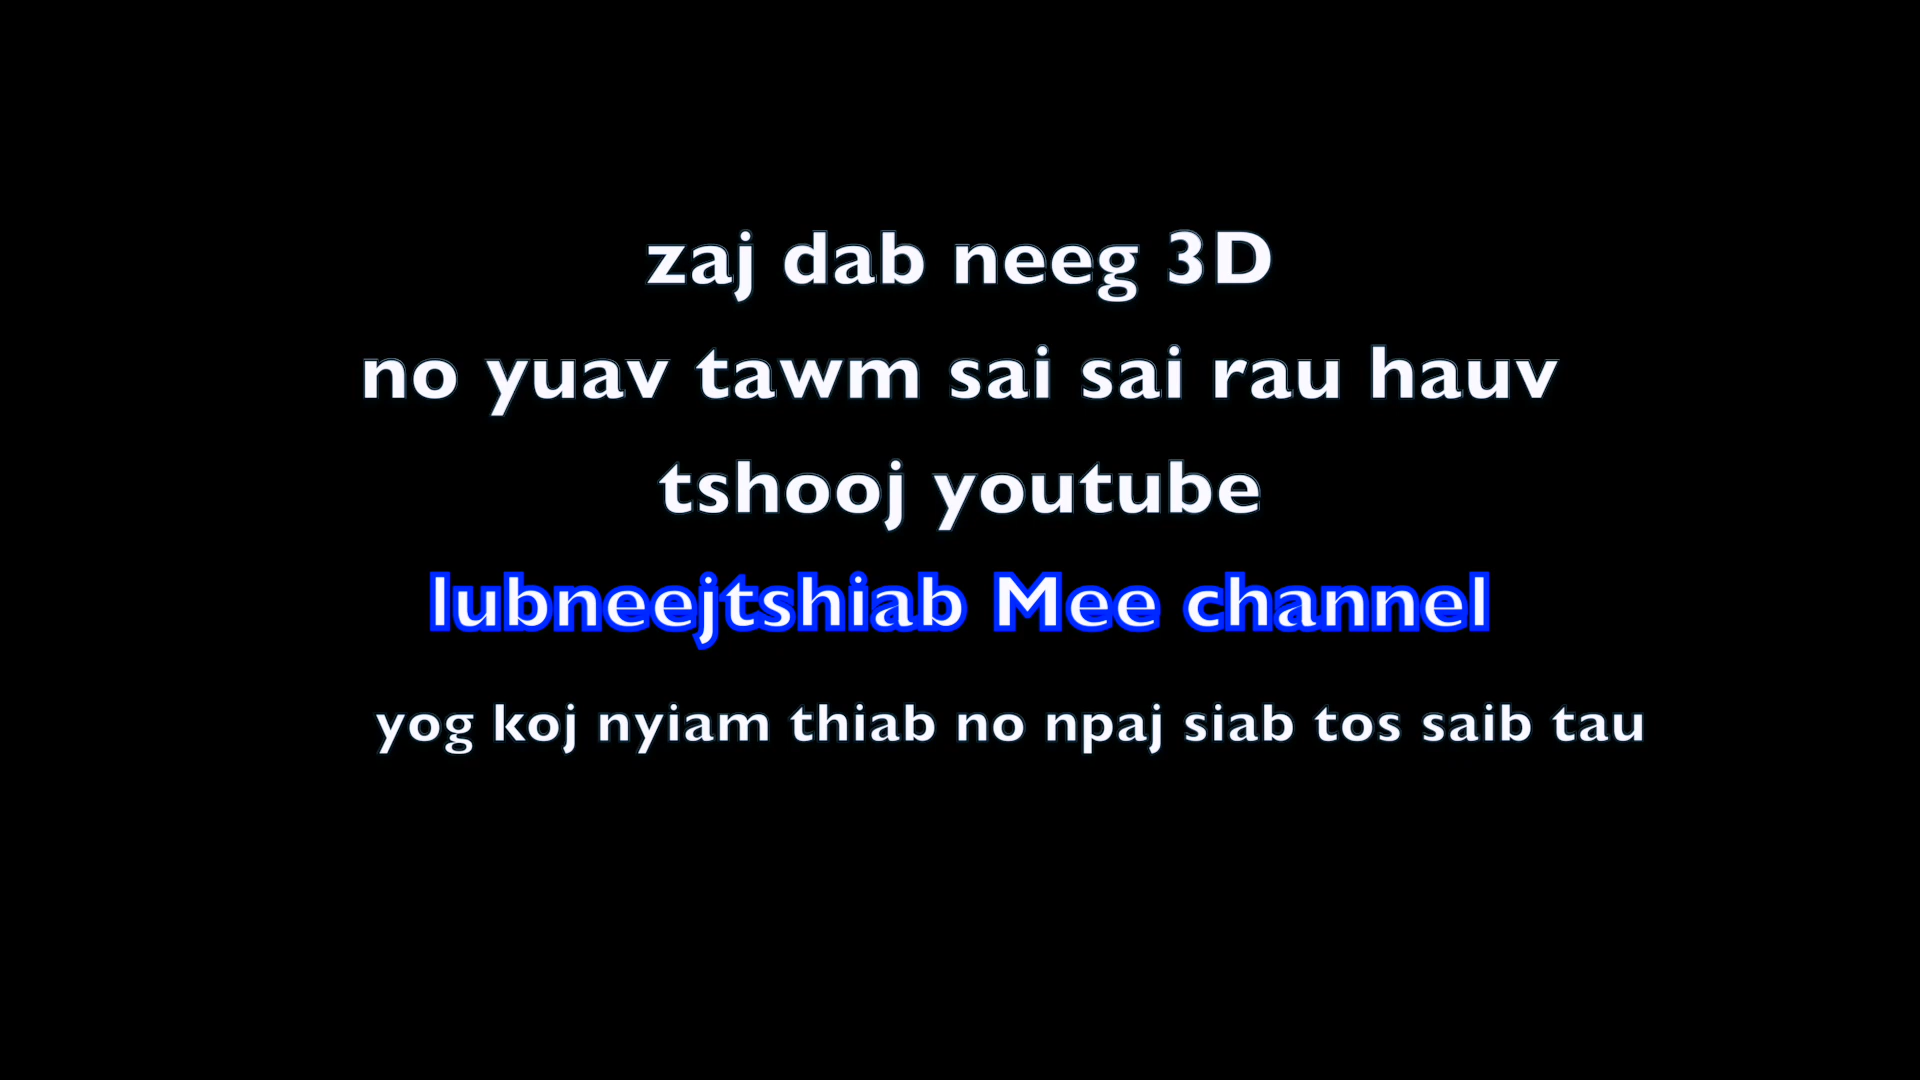 zaj dab neeg 3D
no yuav tawm sai sai rau hauv
tshooj youtube
lubneejtshiab Mee channel
yog koj nyiam thiab no npaj siab tos saib tau